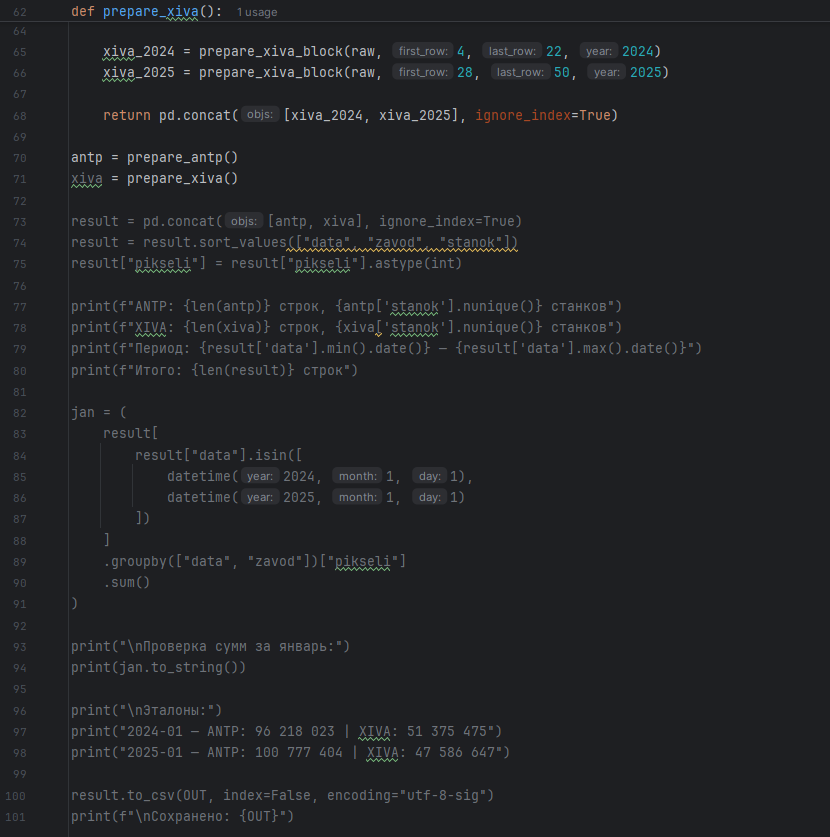 62 def prepare_xiva(): 1 usage
64
65 xiva_2024 = prepare_xiva_block(raw, first_row: 4, last_row: 22, year: 2024)
66 xiva_2025 = prepare_xiva_block(raw, first_row: 28, last_row: 50, year: 2025)
67
68 return pd.concat( objs: [xiva_2024, xiva_2025], ignore_index=True)
69
70 antp = prepare_antp()
71 xiva = prepare_xiva()
72
73 result = pd.concat( objs: [antp, xiva], ignore_index=True)
74 result = result.sort_values(["data", "zavod", "stanok"])
75 result["pikseli"] = result["pikseli"].astype(int)
76
77 print(f"ANTP: {len(antp)} строк, {antp['stanok'].nunique()} станков")
78 print(f"XIVA: {len(xiva)} строк, {xiva['stanok'].nunique()} станков")
79 print(f"Период: {result['data'].min().date()} — {result['data'].max().date()}")
80 print(f"Итого: {len(result)} строк")
81
82 jan = (
83 result[
84 result["data"].isin([
85 datetime( year: 2024, month: 1, day: 1),
86 datetime( year: 2025, month: 1, day: 1)
87 ])
88 ]
89 .groupby(["data", "zavod"])["pikseli"]
90 .sum()
91 )
92
93 print("\nПроверка сумм за январь:")
94 print(jan.to_string())
95
96 print("\nЭталоны:")
97 print("2024-01 — ANTP: 96 218 023 | XIVA: 51 375 475")
98 print("2025-01 — ANTP: 100 777 404 | XIVA: 47 586 647")
99
100 result.to_csv(OUT, index=False, encoding="utf-8-sig")
101 print(f"\nСохранено: {OUT}")